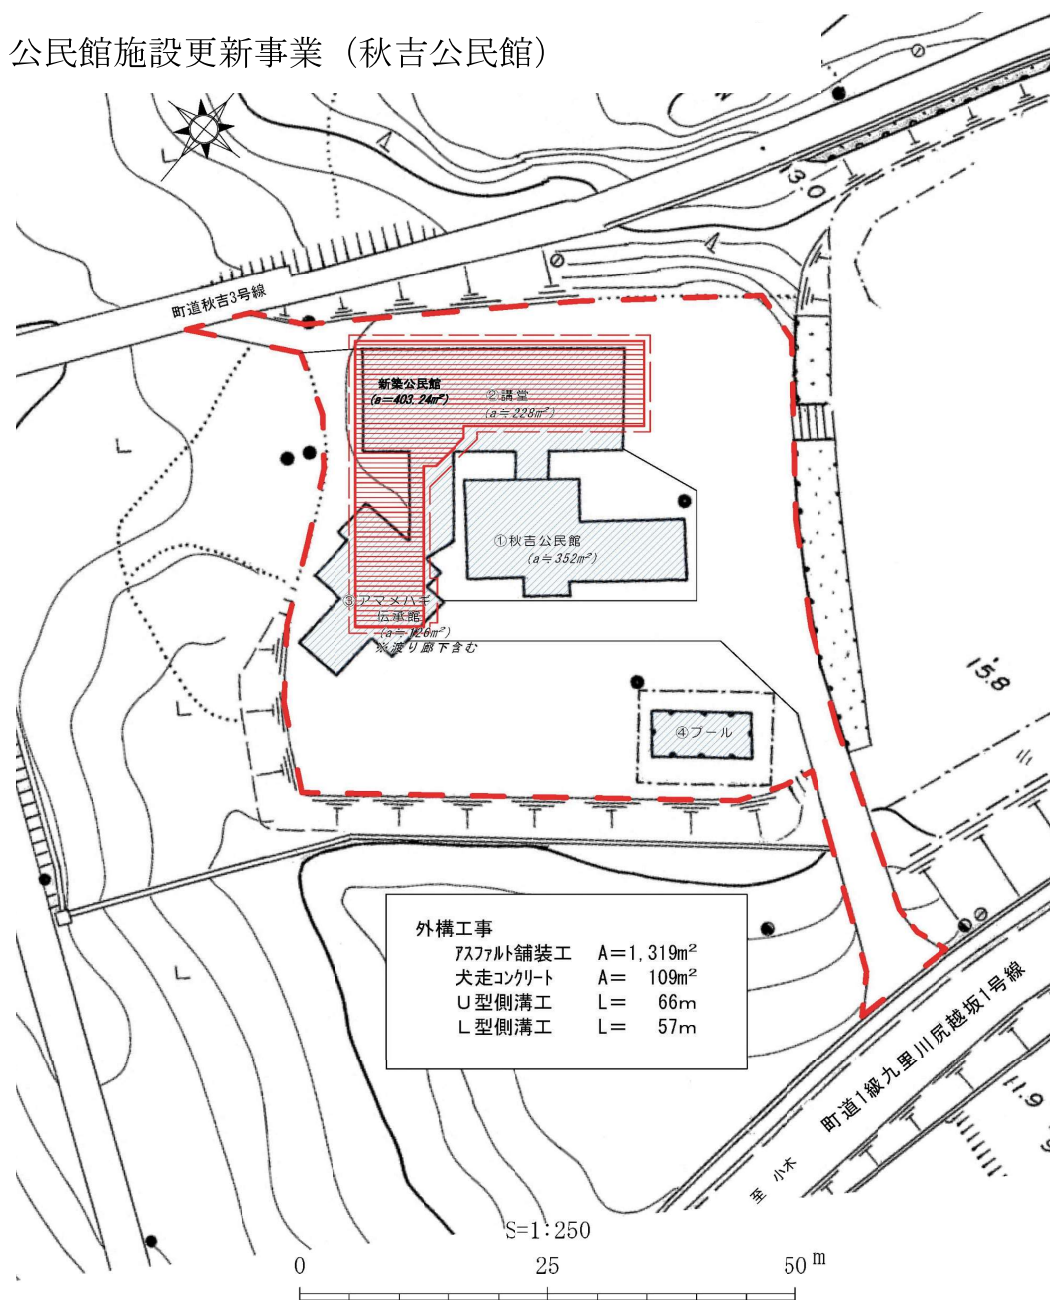 公民館施設更新事業（秋吉公民館）
30
町道秋吉3号線
新築公民館
(a＝403.24m²)
②講堂
(a≒228m²)
①秋吉公民館
(a≒352m²)
③アマメハギ
伝承館
(a≒126m²)
※渡り廊下含む
15.8
④プール
外構工事
アスファルト舗装工 A＝1,319m²
犬走コンクリート A＝ 109m²
U型側溝工 L＝ 66m
L型側溝工 L＝ 57m
町道1級九里川尻越坂1号線
11.9
至 小木
S=1:250
0 25 50 m